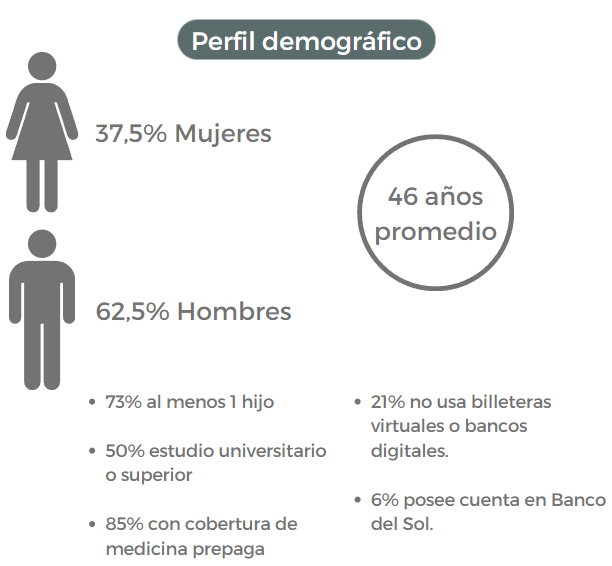 Perfil demográfico
37,5% Mujeres
46 años
promedio
62,5% Hombres
• 73% al menos 1 hijo
• 50% estudio universitario
o superior
• 85% con cobertura de
medicina prepaga
• 21% no usa billeteras
virtuales o bancos
digitales.
• 6% posee cuenta en Banco
del Sol.